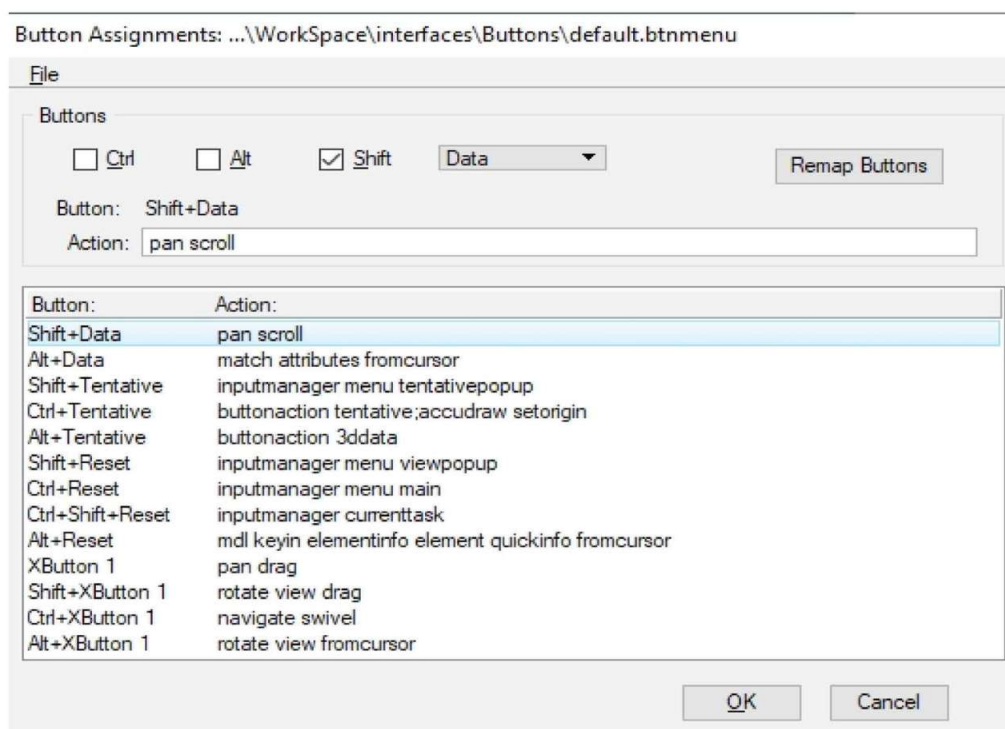 Button Assignments: ...\WorkSpace\interfaces\Buttons\default.btnmenu
File
Buttons
Ctrl Alt Shift Data Remap Buttons
Button: Shift+Data
Action: pan scroll
Button: Action:
Shift+Data pan scroll
Alt+Data match attributes fromcursor
Shift+Tentative inputmanager menu tentativepopup
Ctrl+Tentative buttonaction tentative;accudraw setorigin
Alt+Tentative buttonaction 3ddata
Shift+Reset inputmanager menu viewpopup
Ctrl+Reset inputmanager menu main
Ctrl+Shift+Reset inputmanager currenttask
Alt+Reset mdl keyin elementinfo element quickinfo fromcursor
XButton 1 pan drag
Shift+XButton 1 rotate view drag
Ctrl+XButton 1 navigate swivel
Alt+XButton 1 rotate view fromcursor
OK Cancel